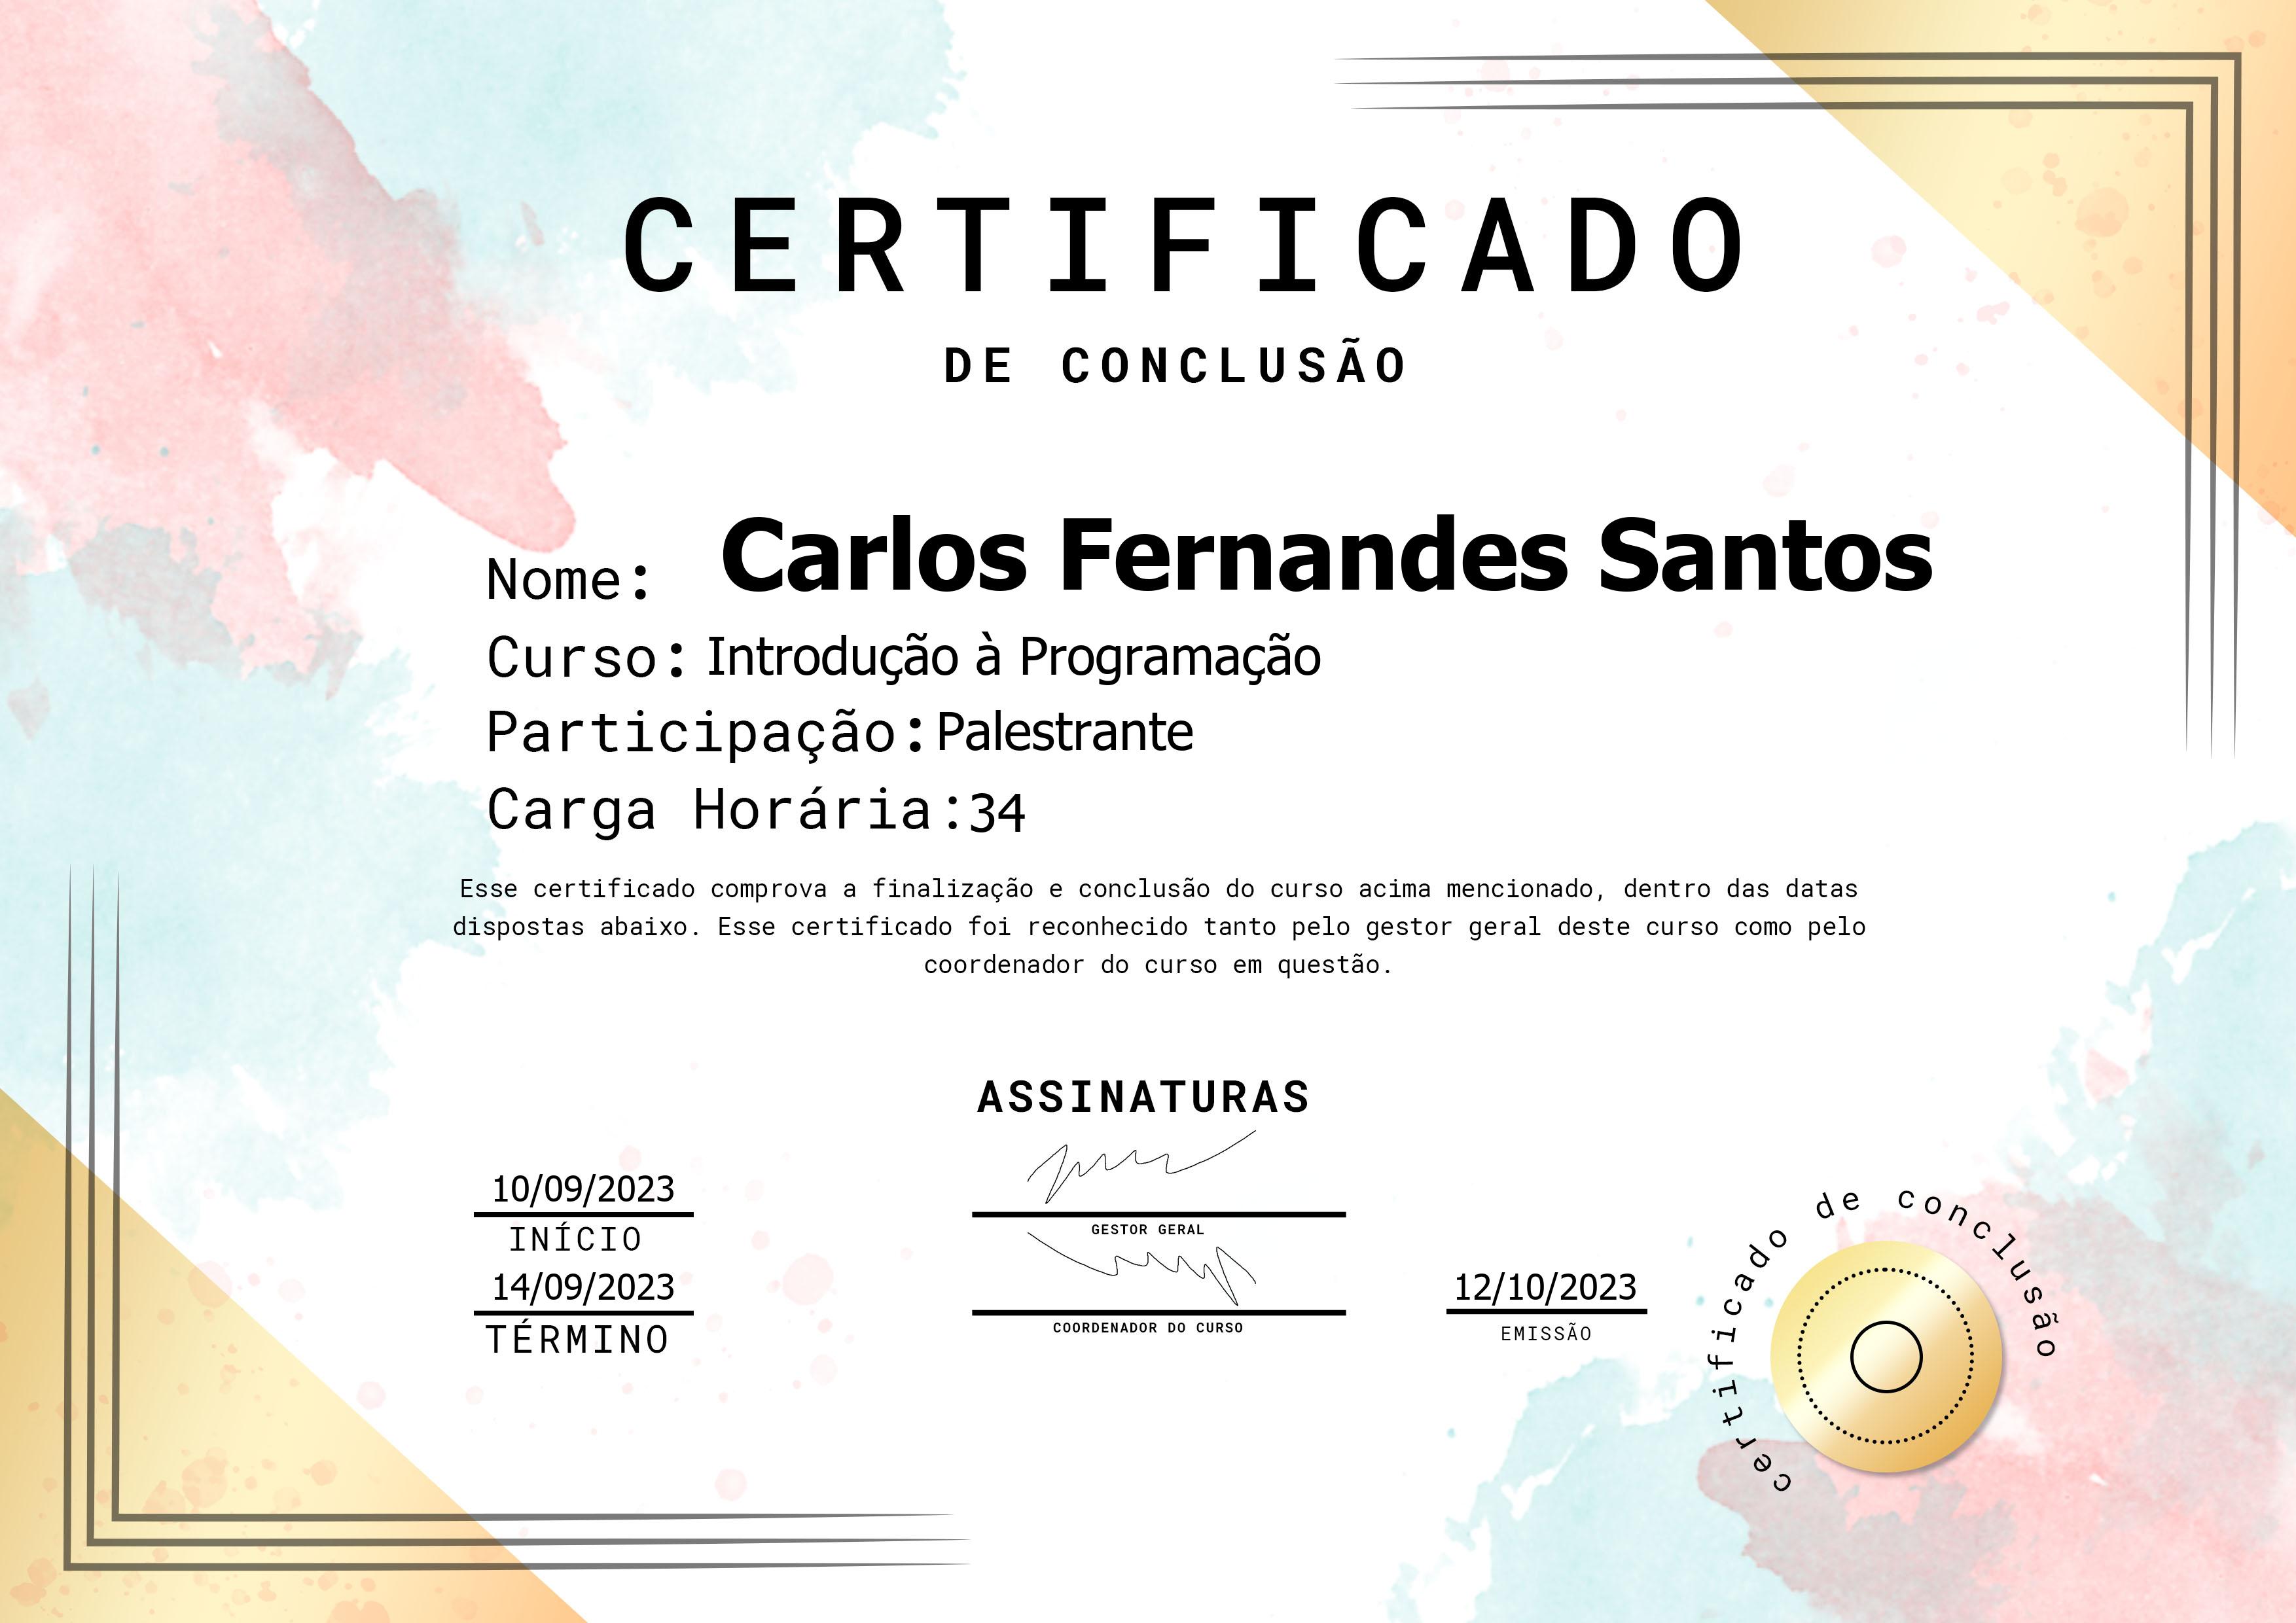 CERTIFICADO
DE CONCLUSÃO
Nome: Carlos Fernandes Santos
Curso: Introdução à Programação
Participação: Palestrante
Carga Horária:34
Esse certificado comprova a finalização e conclusão do curso acima mencionado, dentro das datas
dispostas abaixo. Esse certificado foi reconhecido tanto pelo gestor geral deste curso como pelo
coordenador do curso em questão.
ASSINATURAS
10/09/2023
INÍCIO
14/09/2023
TÉRMINO
GESTOR GERAL
COORDENADOR DO CURSO
12/10/2023
EMISSÃO
certificado de conclusão